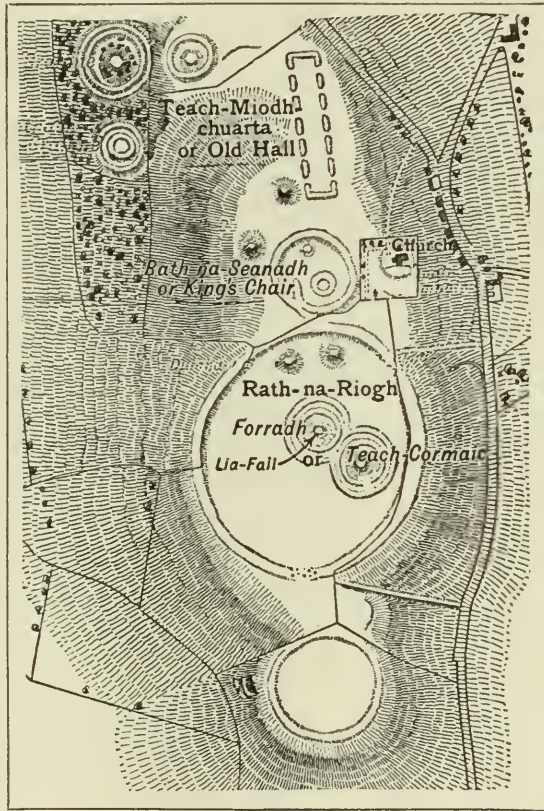 Teach-Miodh
chuarta
or Old Hall
Church
Rath-na-Seanadh
or King's Chair
Rath-na-Riogh
Forradh
Lia-Fail
or
Teach-Cormaic